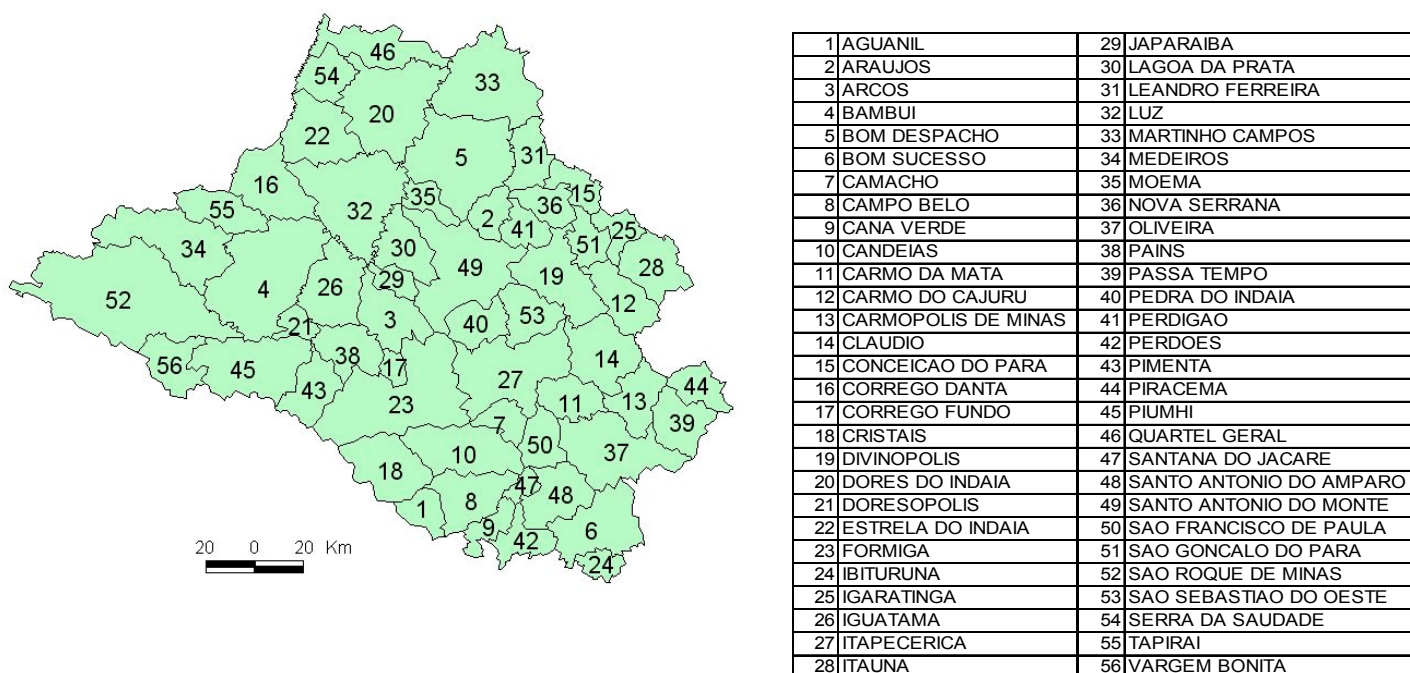 46
54
33
20
22
5
31
16
35
15
55
32
2
36
41
25
51
34
30
49
19
28
4
26
29
52
12
21
3
40
53
38
14
56
45
17
43
27
44
23
11
13
7
39
10
50
37
18
47
8
48
1
9
42
6
24
20 0 20 Km
1 AGUANIL 29 JAPARAIBA
2 ARAUJOS 30 LAGOA DA PRATA
3 ARCOS 31 LEANDRO FERREIRA
4 BAMBUI 32 LUZ
5 BOM DESPACHO 33 MARTINHO CAMPOS
6 BOM SUCESSO 34 MEDEIROS
7 CAMACHO 35 MOEMA
8 CAMPO BELO 36 NOVA SERRANA
9 CANA VERDE 37 OLIVEIRA
10 CANDEIAS 38 PAINS
11 CARMO DA MATA 39 PASSA TEMPO
12 CARMO DO CAJURU 40 PEDRA DO INDAIA
13 CARMOPOLIS DE MINAS 41 PERDIGAO
14 CLAUDIO 42 PERDOES
15 CONCEICAO DO PARA 43 PIMENTA
16 CORREGO DANTA 44 PIRACEMA
17 CORREGO FUNDO 45 PIUMHI
18 CRISTAIS 46 QUARTEL GERAL
19 DIVINOPOLIS 47 SANTANA DO JACARE
20 DORES DO INDAIA 48 SANTO ANTONIO DO AMPARO
21 DORESOPOLIS 49 SANTO ANTONIO DO MONTE
22 ESTRELA DO INDAIA 50 SAO FRANCISCO DE PAULA
23 FORMIGA 51 SAO GONCALO DO PARA
24 IBITURUNA 52 SAO ROQUE DE MINAS
25 IGARATINGA 53 SAO SEBASTIAO DO OESTE
26 IGUATAMA 54 SERRA DA SAUDADE
27 ITAPECERICA 55 TAPIRAI
28 ITAUNA 56 VARGEM BONITA